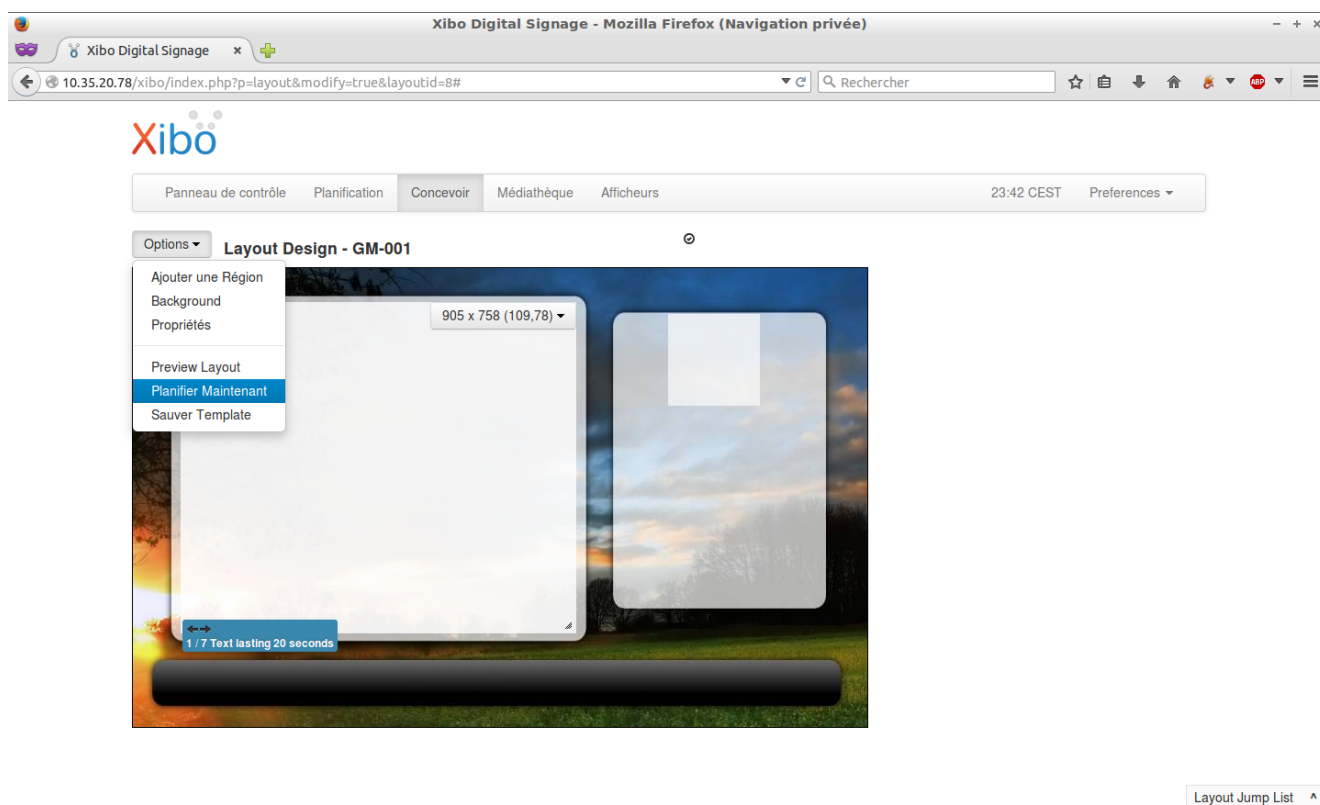 Xibo Digital Signage - Mozilla Firefox (Navigation privée)
Xibo Digital Signage
10.35.20.78/xibo/index.php?p=layout&modify=true&layoutid=8#
Rechercher
ABP
Xibo
Panneau de contrôle Planification Concevoir Médiathèque Afficheurs 23:42 CEST Preferences
Options
Layout Design - GM-001
Ajouter une Région
Background
Propriétés
Preview Layout
Planifier Maintenant
Sauver Template
905 x 758 (109,78)
1 / 7 Text lasting 20 seconds
Layout Jump List